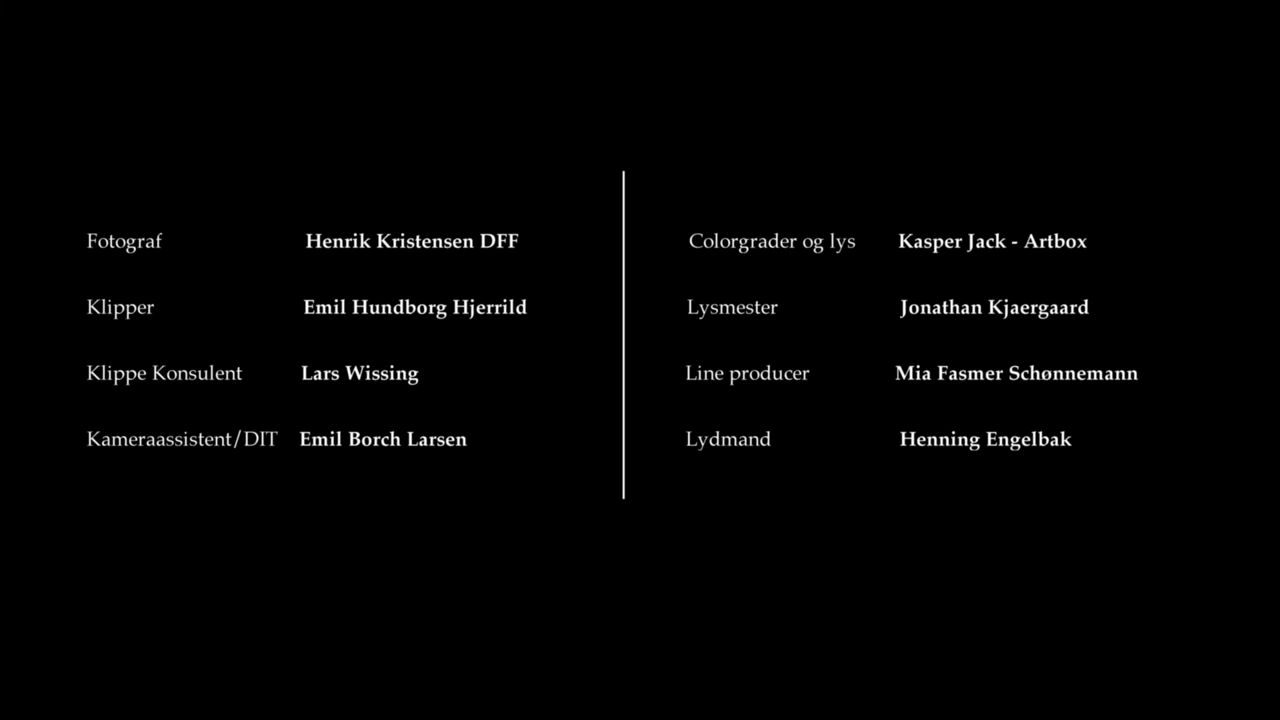 Fotograf Henrik Kristensen DFF
Klipper Emil Hundborg Hjerrild
Klippe Konsulent Lars Wissing
Kameraassistent/DIT Emil Borch Larsen
Colorgrader og lys Kasper Jack - Artbox
Lysmester Jonathan Kjaergaard
Line producer Mia Fasmer Schønnemann
Lydmand Henning Engelbak